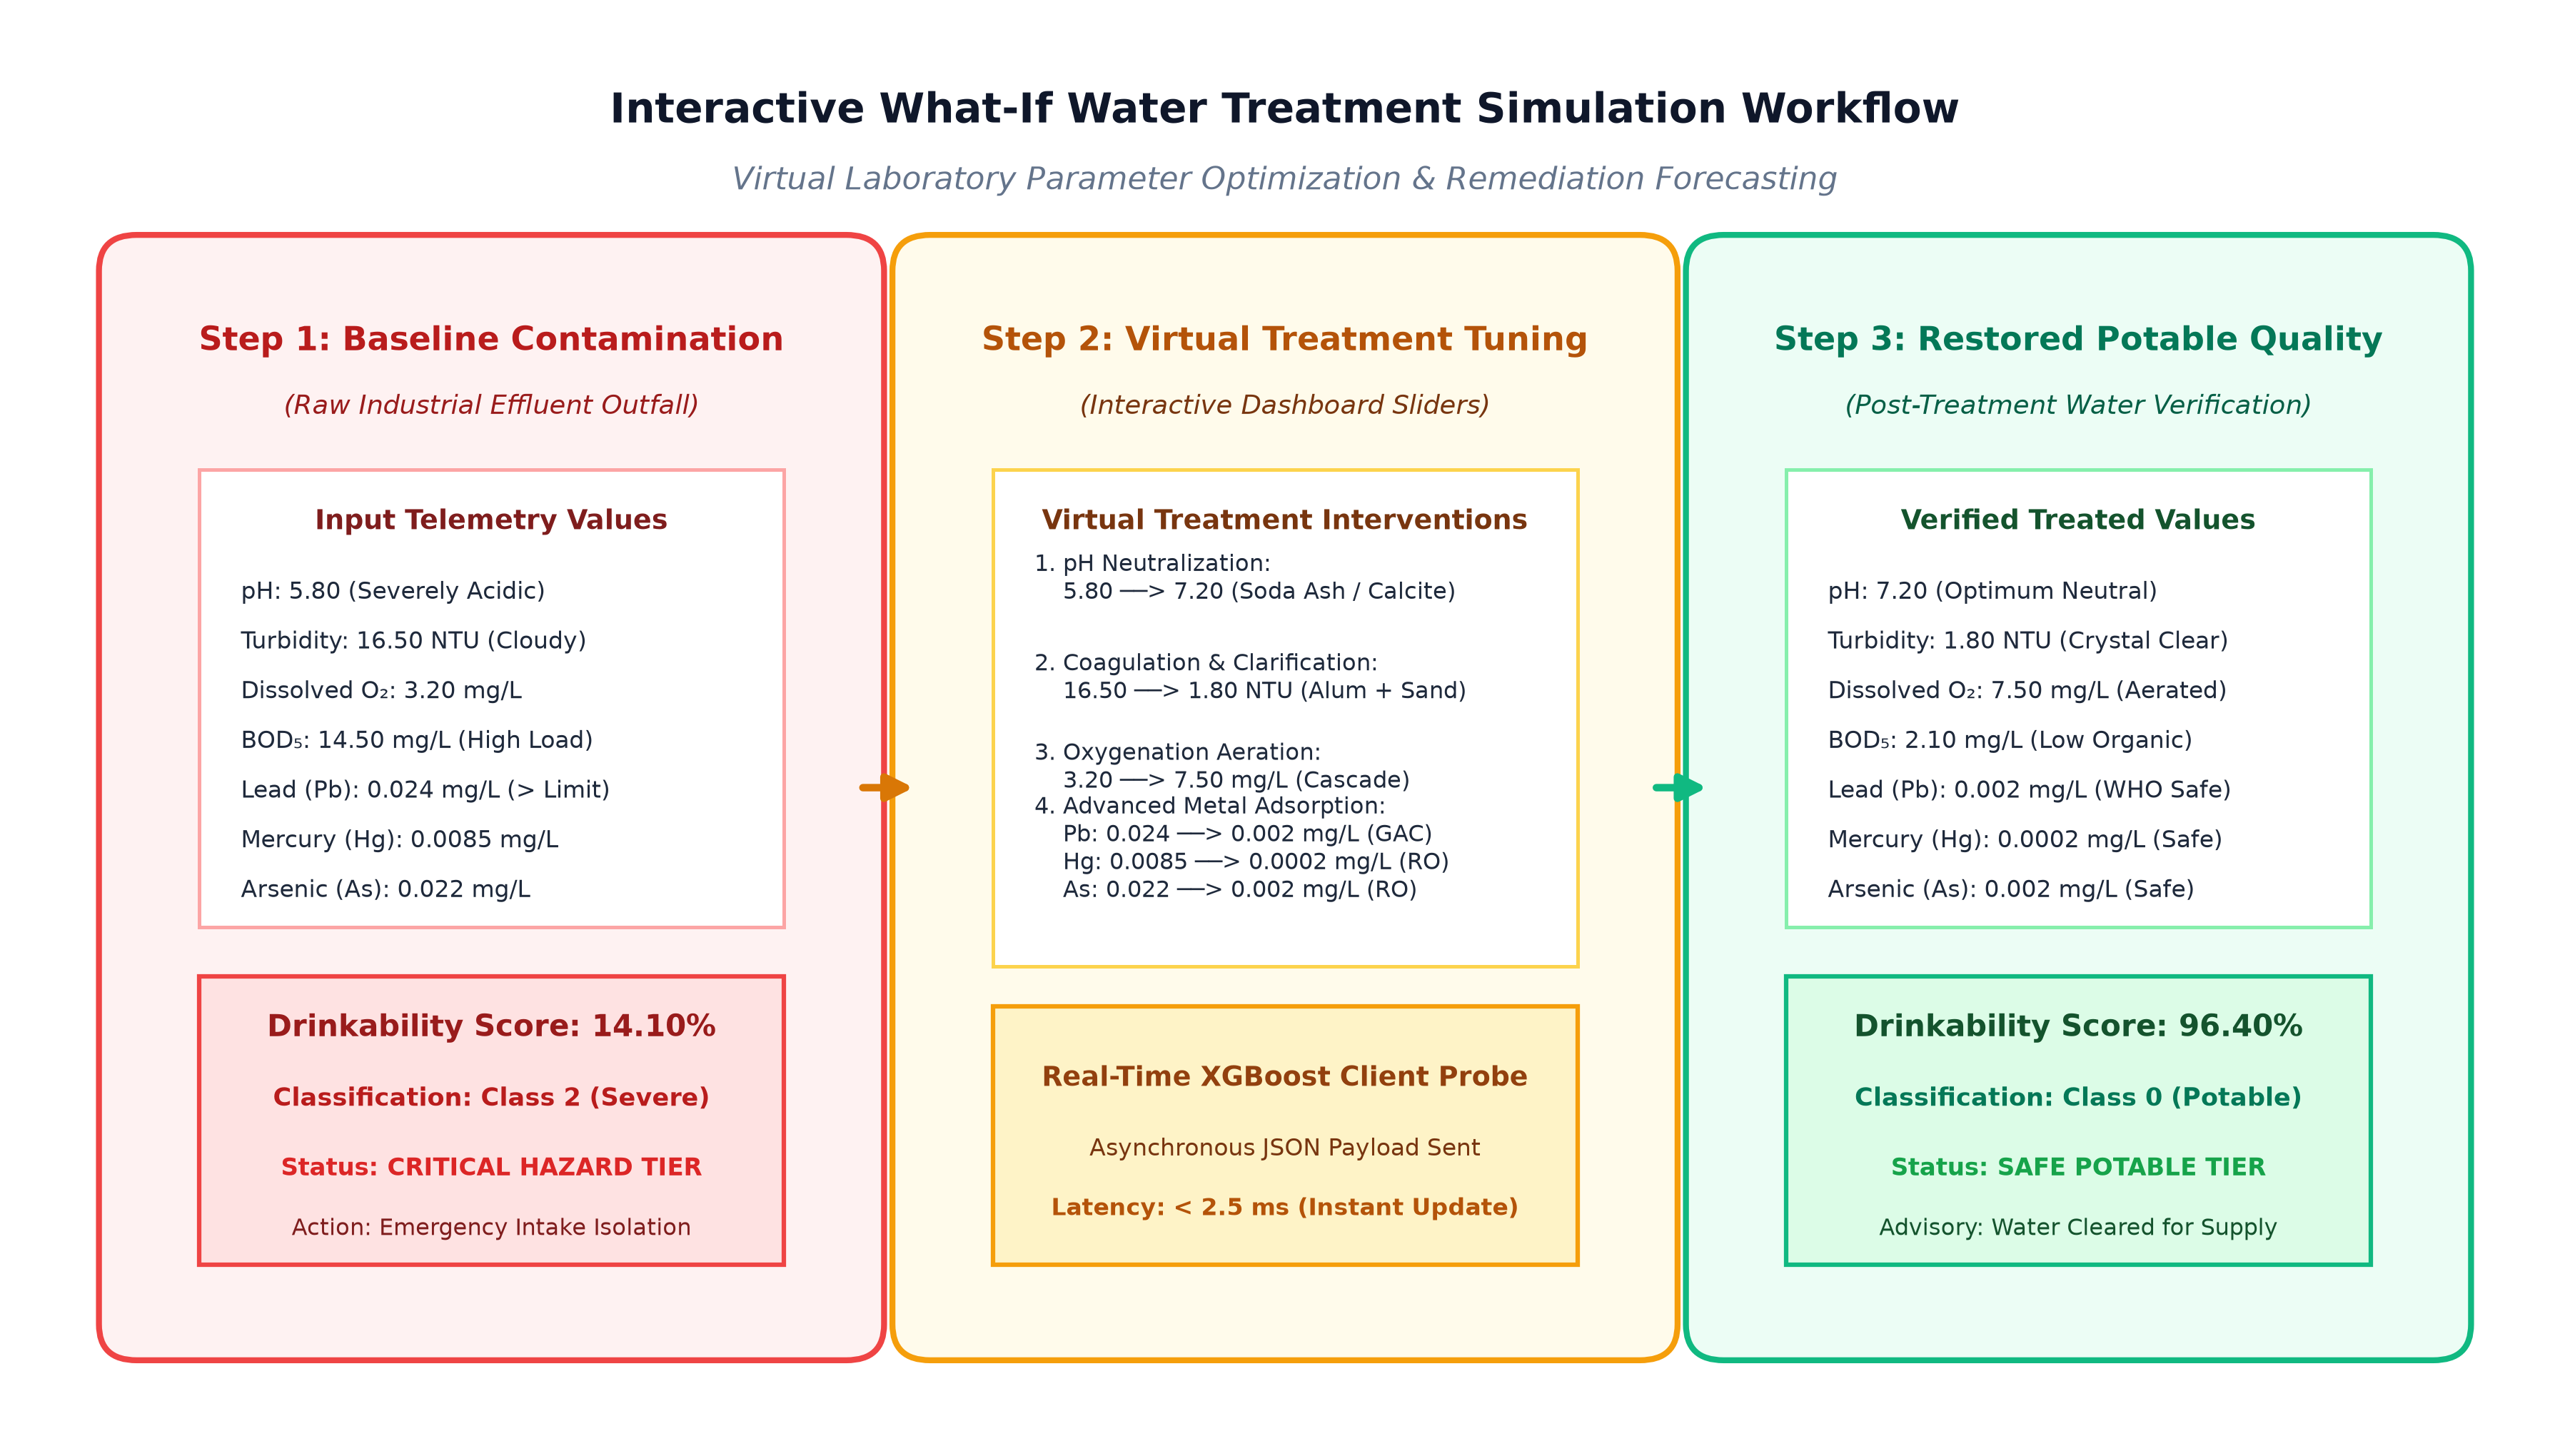 Interactive What-If Water Treatment Simulation Workflow
Virtual Laboratory Parameter Optimization & Remediation Forecasting
Step 1: Baseline Contamination
(Raw Industrial Effluent Outfall)
Input Telemetry Values
pH: 5.80 (Severely Acidic)
Turbidity: 16.50 NTU (Cloudy)
Dissolved O₂: 3.20 mg/L
BOD₅: 14.50 mg/L (High Load)
Lead (Pb): 0.024 mg/L (> Limit)
Mercury (Hg): 0.0085 mg/L
Arsenic (As): 0.022 mg/L
Drinkability Score: 14.10%
Classification: Class 2 (Severe)
Status: CRITICAL HAZARD TIER
Action: Emergency Intake Isolation
Step 2: Virtual Treatment Tuning
(Interactive Dashboard Sliders)
Virtual Treatment Interventions
1. pH Neutralization:
5.80 ──> 7.20 (Soda Ash / Calcite)
2. Coagulation & Clarification:
16.50 ──> 1.80 NTU (Alum + Sand)
3. Oxygenation Aeration:
3.20 ──> 7.50 mg/L (Cascade)
4. Advanced Metal Adsorption:
Pb: 0.024 ──> 0.002 mg/L (GAC)
Hg: 0.0085 ──> 0.0002 mg/L (RO)
As: 0.022 ──> 0.002 mg/L (RO)
Real-Time XGBoost Client Probe
Asynchronous JSON Payload Sent
Latency: < 2.5 ms (Instant Update)
Step 3: Restored Potable Quality
(Post-Treatment Water Verification)
Verified Treated Values
pH: 7.20 (Optimum Neutral)
Turbidity: 1.80 NTU (Crystal Clear)
Dissolved O₂: 7.50 mg/L (Aerated)
BOD₅: 2.10 mg/L (Low Organic)
Lead (Pb): 0.002 mg/L (WHO Safe)
Mercury (Hg): 0.0002 mg/L (Safe)
Arsenic (As): 0.002 mg/L (Safe)
Drinkability Score: 96.40%
Classification: Class 0 (Potable)
Status: SAFE POTABLE TIER
Advisory: Water Cleared for Supply